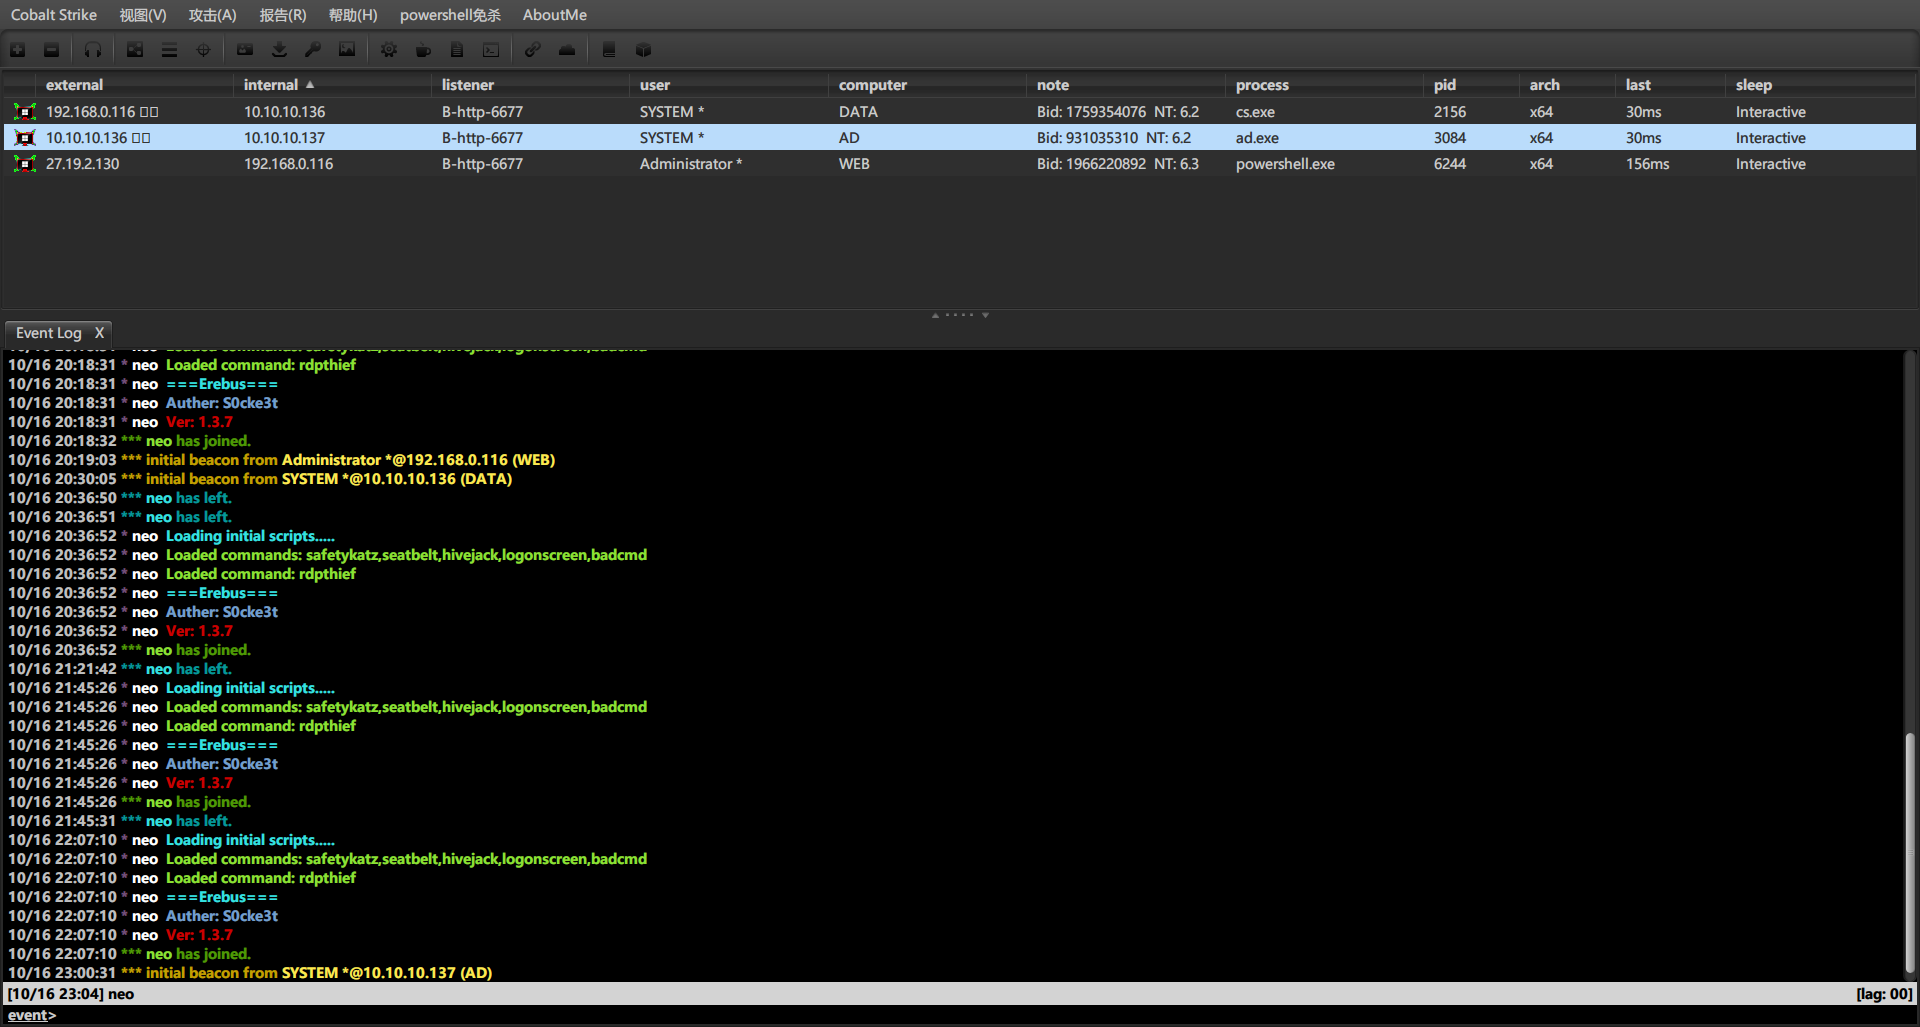 Cobalt Strike 视图(V) 攻击(A) 报告(R) 帮助(H) powershell免杀 AboutMe
external internal listener user computer note process pid arch last sleep
192.168.0.116 10.10.10.136 B-http-6677 SYSTEM * DATA Bid: 1759354076 NT: 6.2 cs.exe 2156 x64 30ms Interactive
10.10.10.136 10.10.10.137 B-http-6677 SYSTEM * AD Bid: 931035310 NT: 6.2 ad.exe 3084 x64 30ms Interactive
27.19.2.130 192.168.0.116 B-http-6677 Administrator * WEB Bid: 1966220892 NT: 6.3 powershell.exe 6244 x64 156ms Interactive
Event Log X
10/16 20:18:31 * neo Loaded commands: safetykatz,seatbelt,hivejack,logonscreen,badcmd
10/16 20:18:31 * neo Loaded command: rdpthief
10/16 20:18:31 * neo ===Erebus===
10/16 20:18:31 * neo Auther: S0cke3t
10/16 20:18:31 * neo Ver: 1.3.7
10/16 20:18:32 *** neo has joined.
10/16 20:19:03 *** initial beacon from Administrator *@192.168.0.116 (WEB)
10/16 20:30:05 *** initial beacon from SYSTEM *@10.10.10.136 (DATA)
10/16 20:36:50 *** neo has left.
10/16 20:36:51 *** neo has left.
10/16 20:36:52 * neo Loading initial scripts.....
10/16 20:36:52 * neo Loaded commands: safetykatz,seatbelt,hivejack,logonscreen,badcmd
10/16 20:36:52 * neo Loaded command: rdpthief
10/16 20:36:52 * neo ===Erebus===
10/16 20:36:52 * neo Auther: S0cke3t
10/16 20:36:52 * neo Ver: 1.3.7
10/16 20:36:52 *** neo has joined.
10/16 21:21:42 *** neo has left.
10/16 21:45:26 * neo Loading initial scripts.....
10/16 21:45:26 * neo Loaded commands: safetykatz,seatbelt,hivejack,logonscreen,badcmd
10/16 21:45:26 * neo Loaded command: rdpthief
10/16 21:45:26 * neo ===Erebus===
10/16 21:45:26 * neo Auther: S0cke3t
10/16 21:45:26 * neo Ver: 1.3.7
10/16 21:45:26 *** neo has joined.
10/16 21:45:31 *** neo has left.
10/16 22:07:10 * neo Loading initial scripts.....
10/16 22:07:10 * neo Loaded commands: safetykatz,seatbelt,hivejack,logonscreen,badcmd
10/16 22:07:10 * neo Loaded command: rdpthief
10/16 22:07:10 * neo ===Erebus===
10/16 22:07:10 * neo Auther: S0cke3t
10/16 22:07:10 * neo Ver: 1.3.7
10/16 22:07:10 *** neo has joined.
10/16 23:00:31 *** initial beacon from SYSTEM *@10.10.10.137 (AD)
[10/16 23:04] neo [lag: 00]
event>